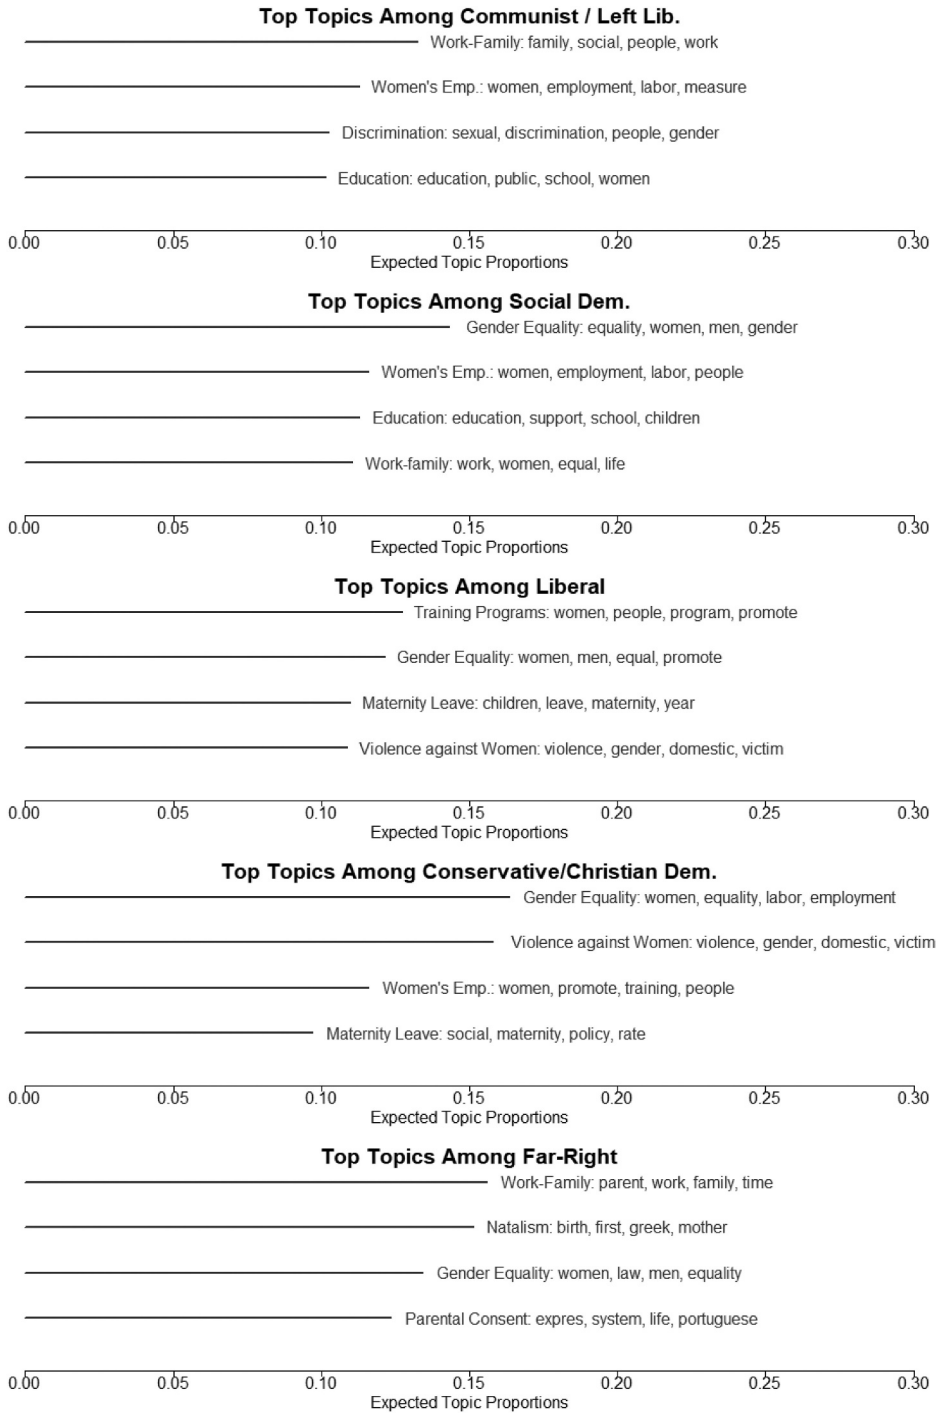 Top Topics Among Communist / Left Lib.
Work-Family: family, social, people, work
Women's Emp.: women, employment, labor, measure
Discrimination: sexual, discrimination, people, gender
Education: education, public, school, women
0.00 0.05 0.10 0.15 0.20 0.25 0.30
Expected Topic Proportions
Top Topics Among Social Dem.
Gender Equality: equality, women, men, gender
Women's Emp.: women, employment, labor, people
Education: education, support, school, children
Work-family: work, women, equal, life
0.00 0.05 0.10 0.15 0.20 0.25 0.30
Expected Topic Proportions
Top Topics Among Liberal
Training Programs: women, people, program, promote
Gender Equality: women, men, equal, promote
Maternity Leave: children, leave, maternity, year
Violence against Women: violence, gender, domestic, victim
0.00 0.05 0.10 0.15 0.20 0.25 0.30
Expected Topic Proportions
Top Topics Among Conservative/Christian Dem.
Gender Equality: women, equality, labor, employment
Violence against Women: violence, gender, domestic, victim
Women's Emp.: women, promote, training, people
Maternity Leave: social, maternity, policy, rate
0.00 0.05 0.10 0.15 0.20 0.25 0.30
Expected Topic Proportions
Top Topics Among Far-Right
Work-Family: parent, work, family, time
Natalism: birth, first, greek, mother
Gender Equality: women, law, men, equality
Parental Consent: expres, system, life, portuguese
0.00 0.05 0.10 0.15 0.20 0.25 0.30
Expected Topic Proportions